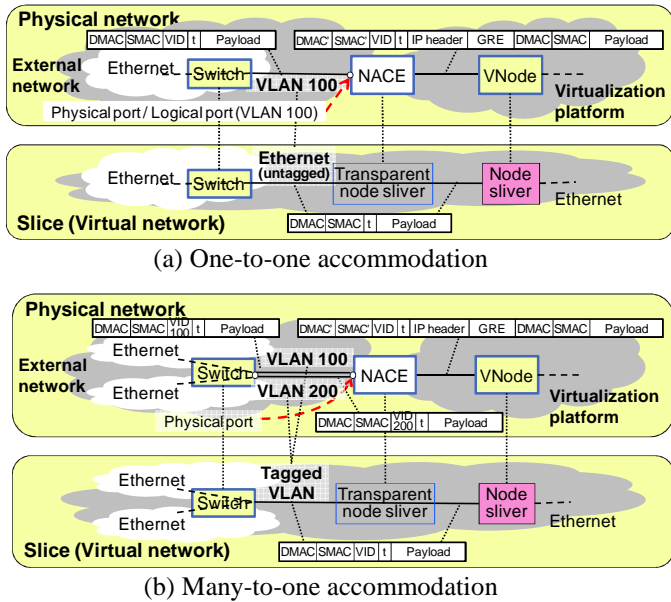 Physical network
DMAC SMAC VID t Payload
DMAC' SMAC' VID t IP header GRE DMAC SMAC Payload
External
network
Ethernet
Switch
VLAN 100
NACE
VNode
Virtualization
platform
Physical port / Logical port (VLAN 100)
Ethernet
Switch
Ethernet
(untagged)
Transparent
node sliver
Node
sliver
Ethernet
Slice (Virtual network)
DMAC SMAC t Payload
(a) One-to-one accommodation
Physical network
DMAC SMAC VID 100 t Payload
DMAC' SMAC' VID t IP header GRE DMAC SMAC Payload
External
network
Ethernet
Ethernet
Switch
VLAN 100
VLAN 200
NACE
VNode
Virtualization
platform
Physical port
DMAC SMAC VID 200 t Payload
Ethernet
Ethernet
Switch
Tagged
VLAN
Transparent
node sliver
Node
sliver
Ethernet
Slice (Virtual network)
DMAC SMAC VID t Payload
(b) Many-to-one accommodation